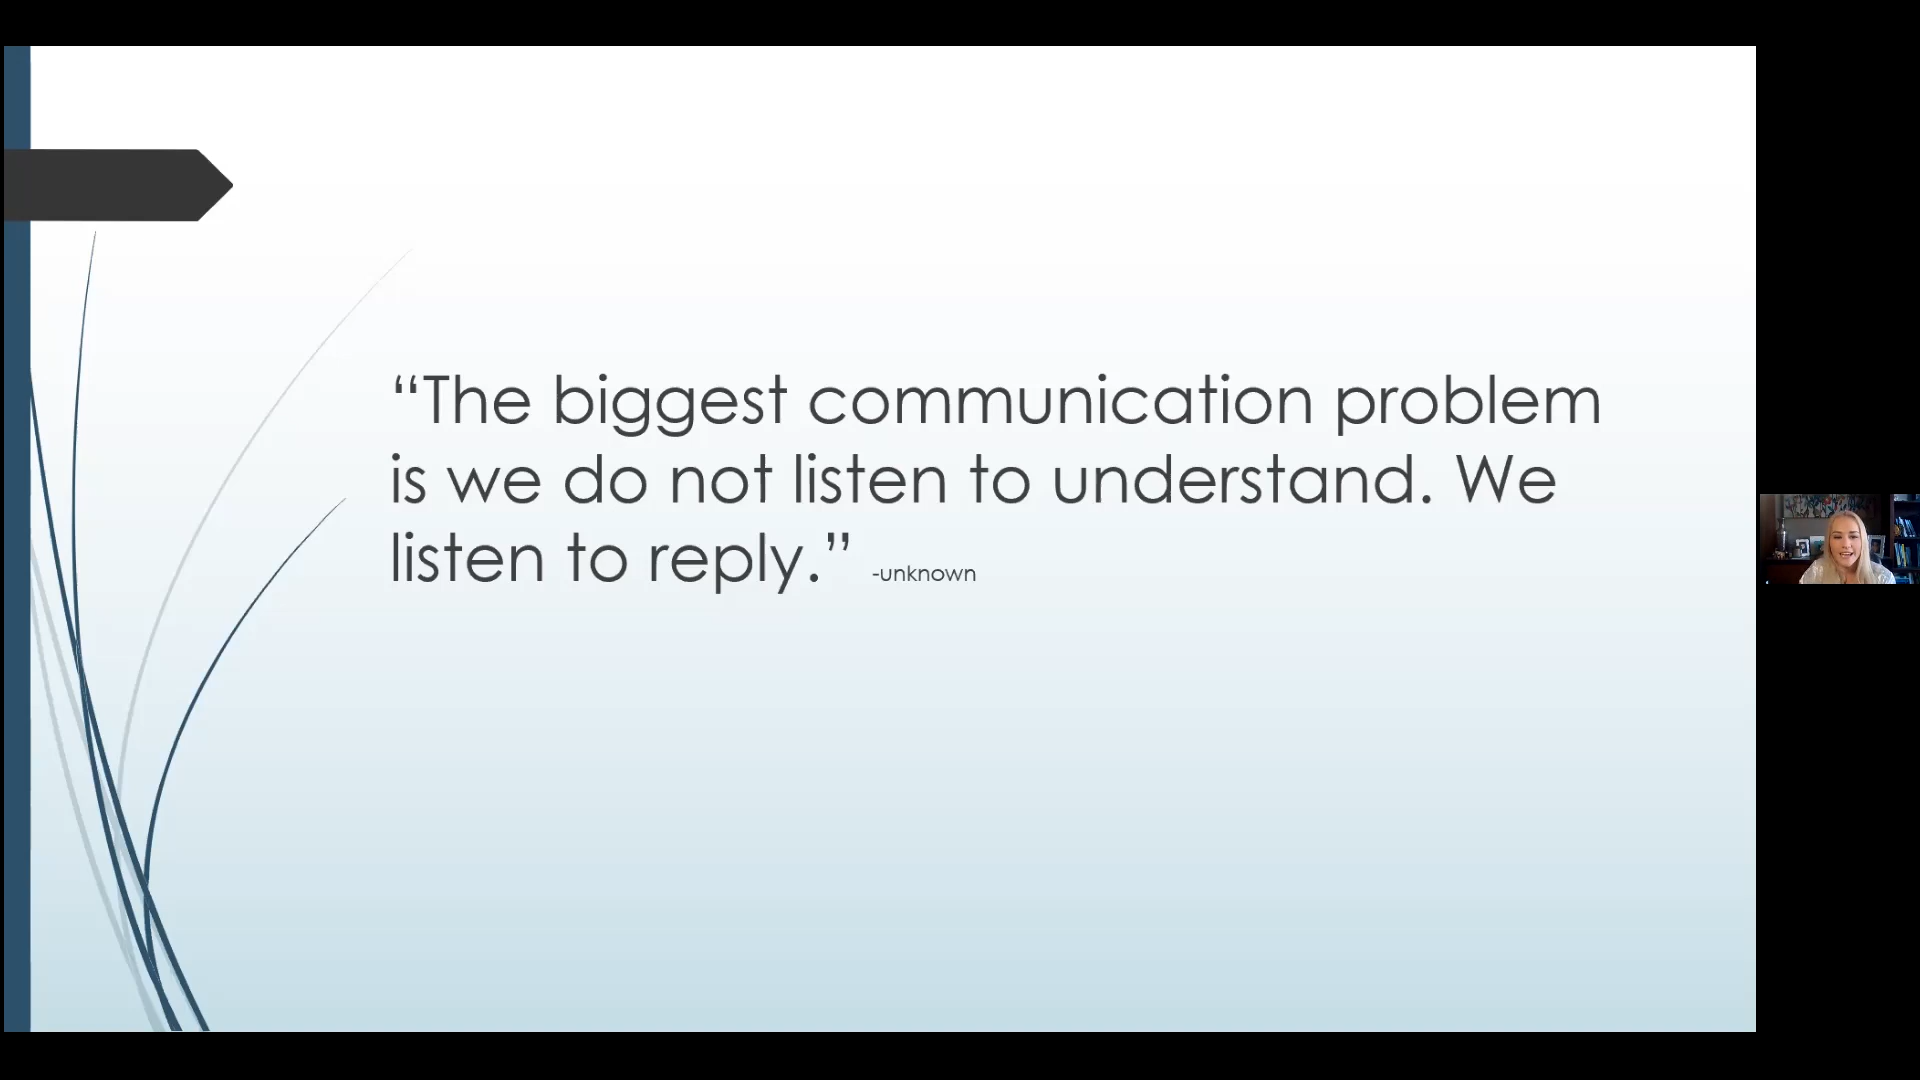 “The biggest communication problem
is we do not listen to understand. We
listen to reply.” -unknown